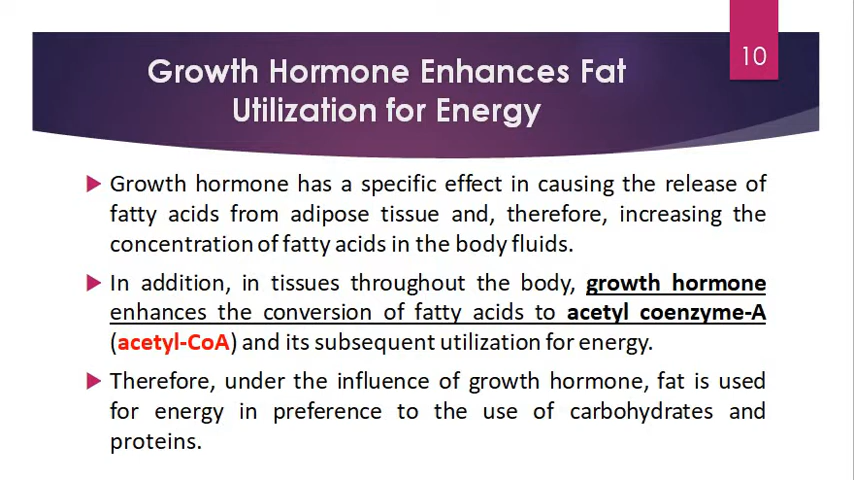 10
Growth Hormone Enhances Fat
Utilization for Energy
Growth hormone has a specific effect in causing the release of
fatty acids from adipose tissue and, therefore, increasing the
concentration of fatty acids in the body fluids.
In addition, in tissues throughout the body, growth hormone
enhances the conversion of fatty acids to acetyl coenzyme-A
(acetyl-CoA) and its subsequent utilization for energy.
Therefore, under the influence of growth hormone, fat is used
for energy in preference to the use of carbohydrates and
proteins.